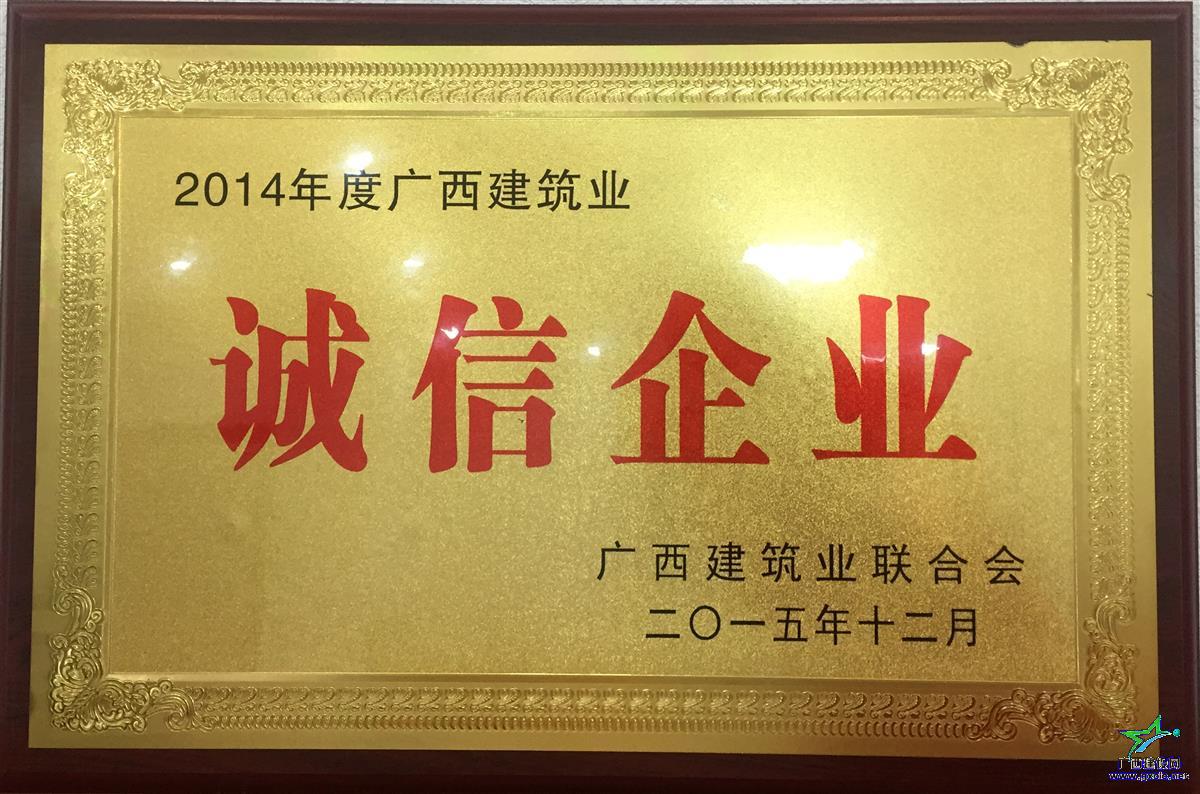 2014年度广西建筑业
诚信企业
广西建筑业联合会
二〇一五年十二月